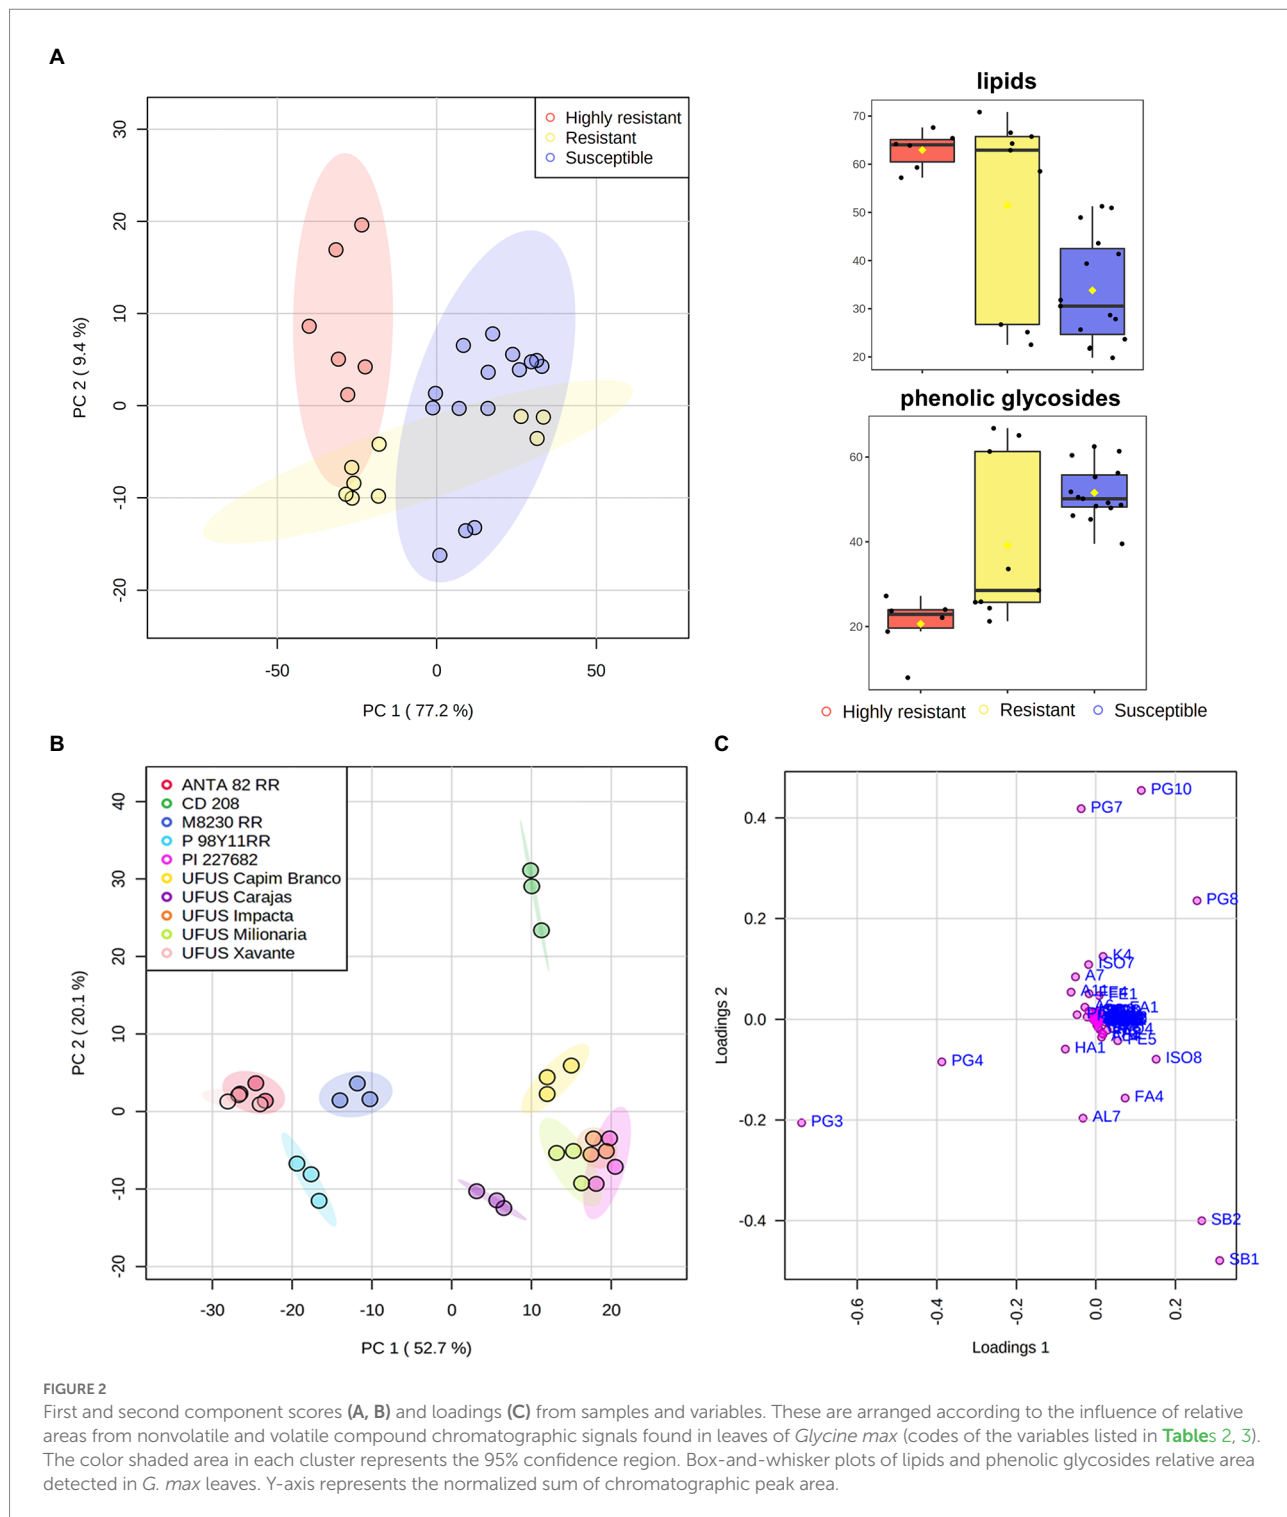 A
30
20
10
0
-10
-20
PC 2 ( 9.4 %)
Highly resistant
Resistant
Susceptible
-50
0
50
PC 1 ( 77.2 %)
lipids
70
60
50
40
30
20
phenolic glycosides
60
40
20
Highly resistant
Resistant
Susceptible
B
ANTA 82 RR
CD 208
M8230 RR
P 98Y11RR
PI 227682
UFUS Capim Branco
UFUS Carajas
UFUS Impacta
UFUS Milionaria
UFUS Xavante
40
30
20
10
0
-10
-20
PC 2 ( 20.1 %)
-30
-20
-10
0
10
20
PC 1 ( 52.7 %)
C
PG10
PG7
PG8
K4
ISO7
A7
FE1
HA1
PE5
ISO8
PG4
FA4
AL7
PG3
SB2
SB1
0.4
0.2
0.0
-0.2
-0.4
Loadings 2
-0.6
-0.4
-0.2
0.0
0.2
Loadings 1
FIGURE 2
First and second component scores (A, B) and loadings (C) from samples and variables. These are arranged according to the influence of relative
areas from nonvolatile and volatile compound chromatographic signals found in leaves of Glycine max (codes of the variables listed in Tables 2, 3).
The color shaded area in each cluster represents the 95% confidence region. Box-and-whisker plots of lipids and phenolic glycosides relative area
detected in G. max leaves. Y-axis represents the normalized sum of chromatographic peak area.